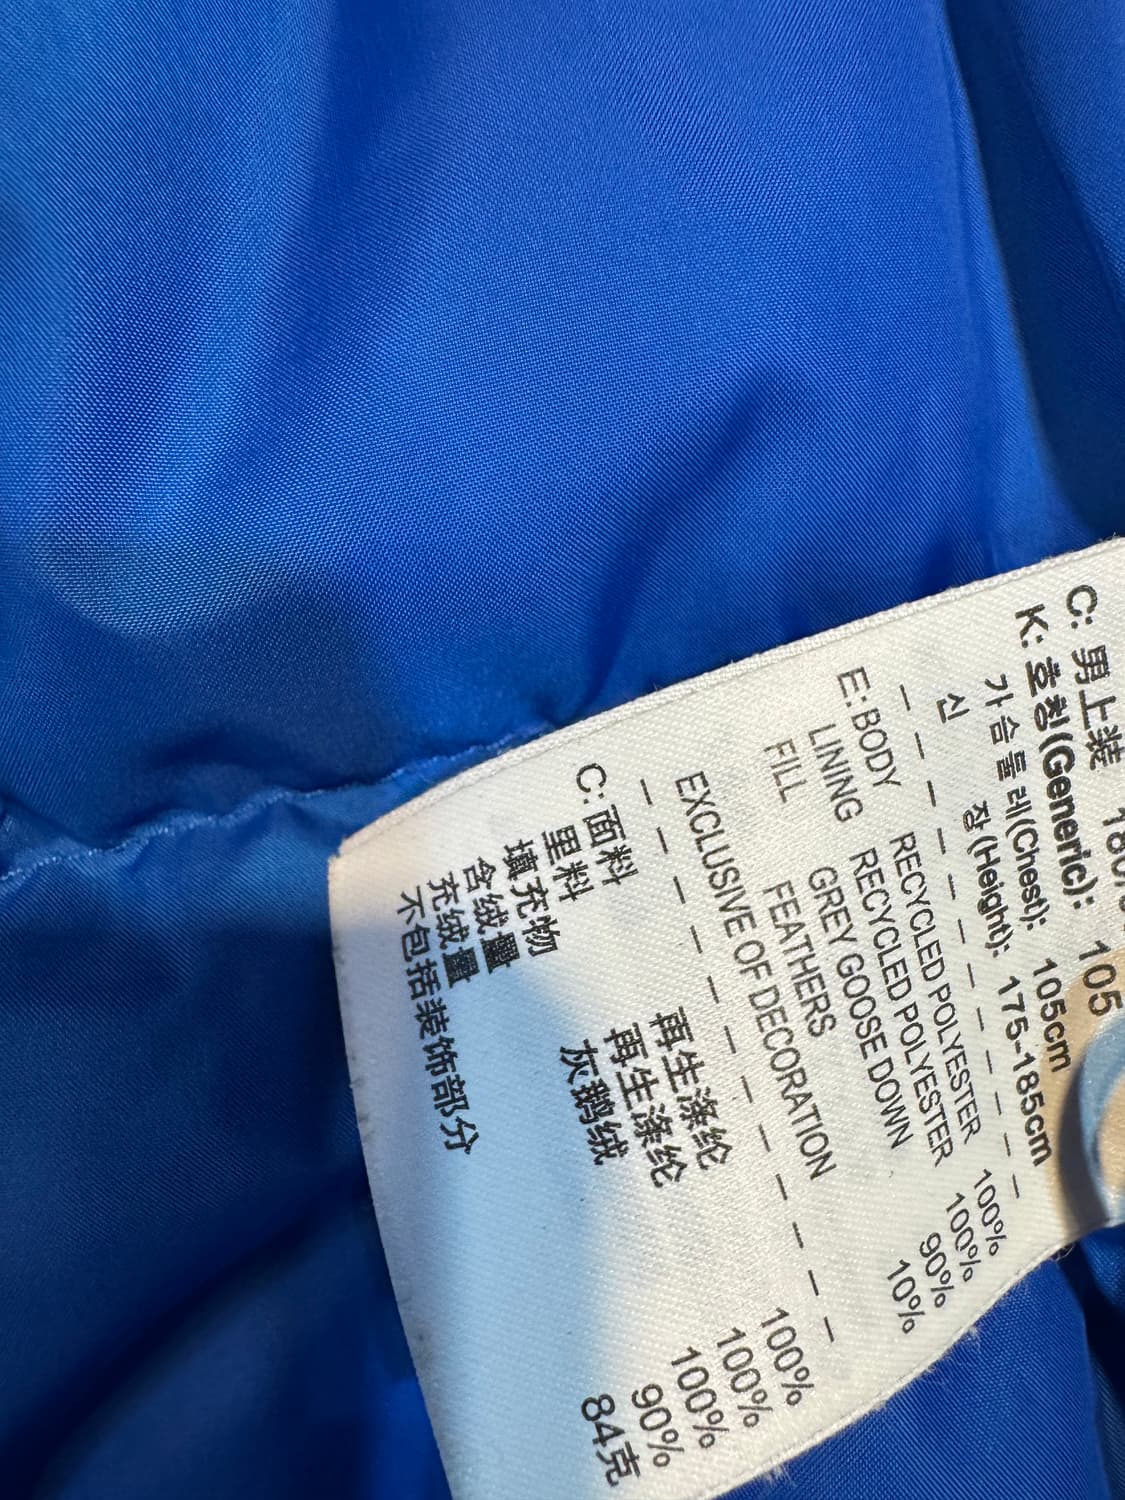 C: 男上装 180/
K: 호칭(Generic): 105
가슴둘레(Chest): 105cm
신 장(Height): 175-185cm
E: BODY RECYCLED POLYESTER 100%
LINING RECYCLED POLYESTER 100%
FILL GREY GOOSE DOWN 90%
FEATHERS 10%
EXCLUSIVE OF DECORATION
C: 面料 再生涤纶 100%
里料 再生涤纶 100%
填充物 灰鹅绒 100%
含绒量 90%
充绒量 84克
不包括装饰部分